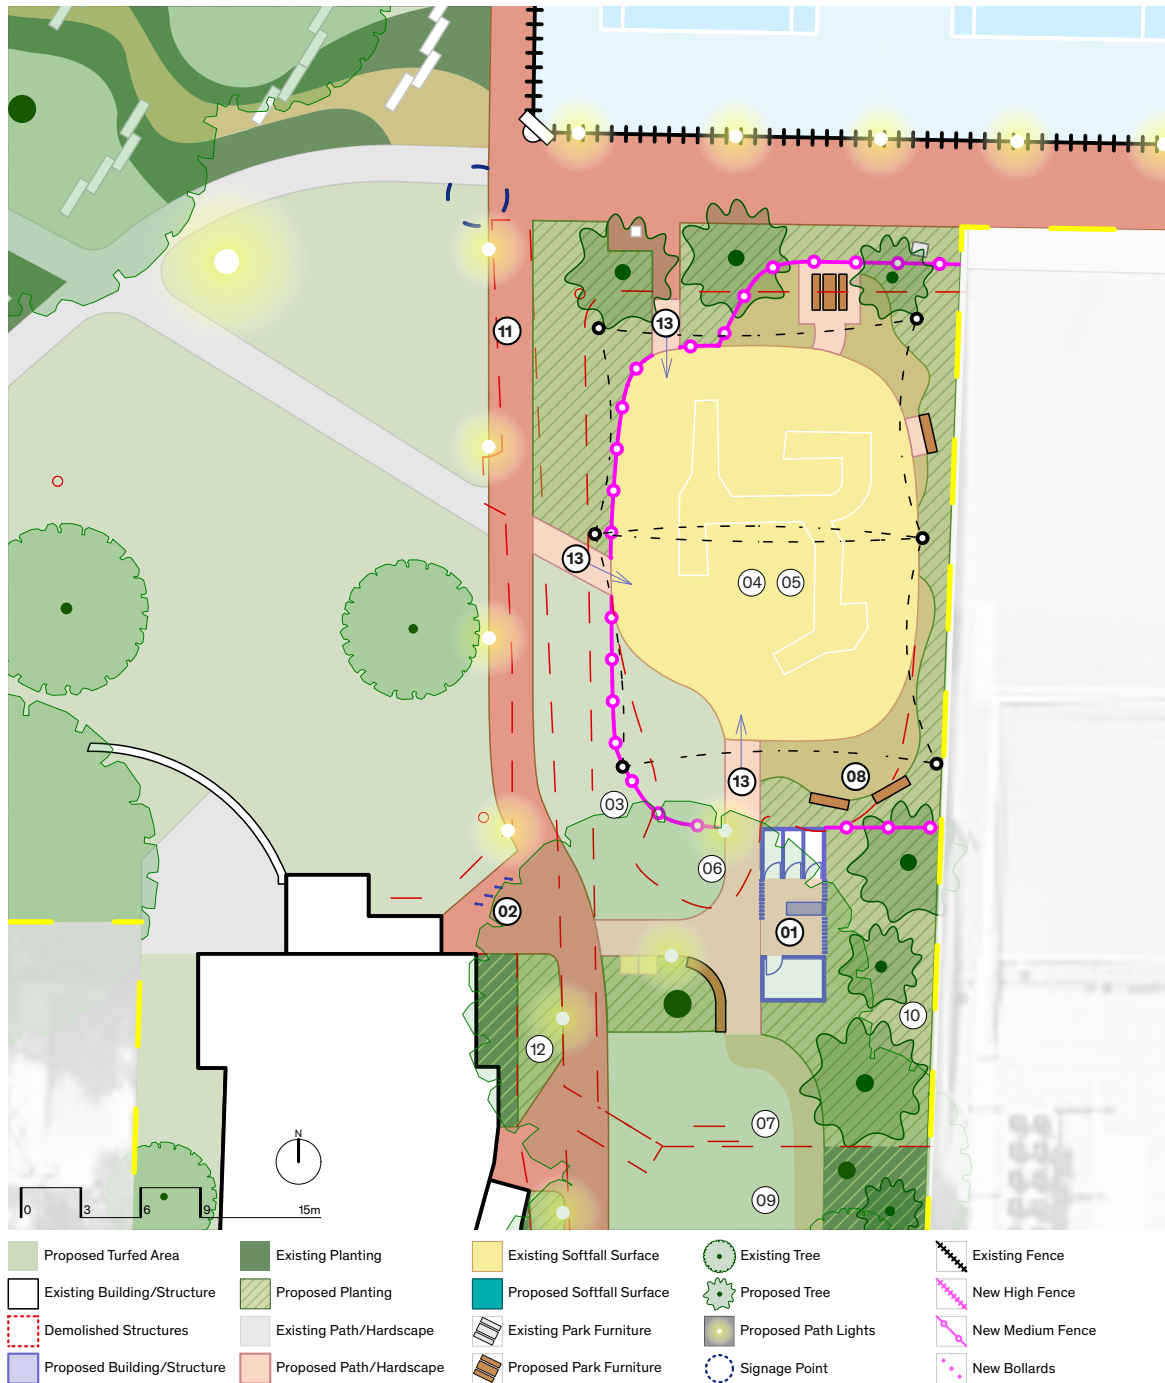 13
11
13
04 05
08
13
03
06
02
01
10
12
07
N
09
0 3 6 9 15m
Proposed Turfed Area
Existing Building/Structure
Demolished Structures
Proposed Building/Structure
Existing Planting
Proposed Planting
Existing Path/Hardscape
Proposed Path/Hardscape
Existing Softfall Surface
Proposed Softfall Surface
Existing Park Furniture
Proposed Park Furniture
Existing Tree
Proposed Tree
Proposed Path Lights
Signage Point
Existing Fence
New High Fence
New Medium Fence
New Bollards